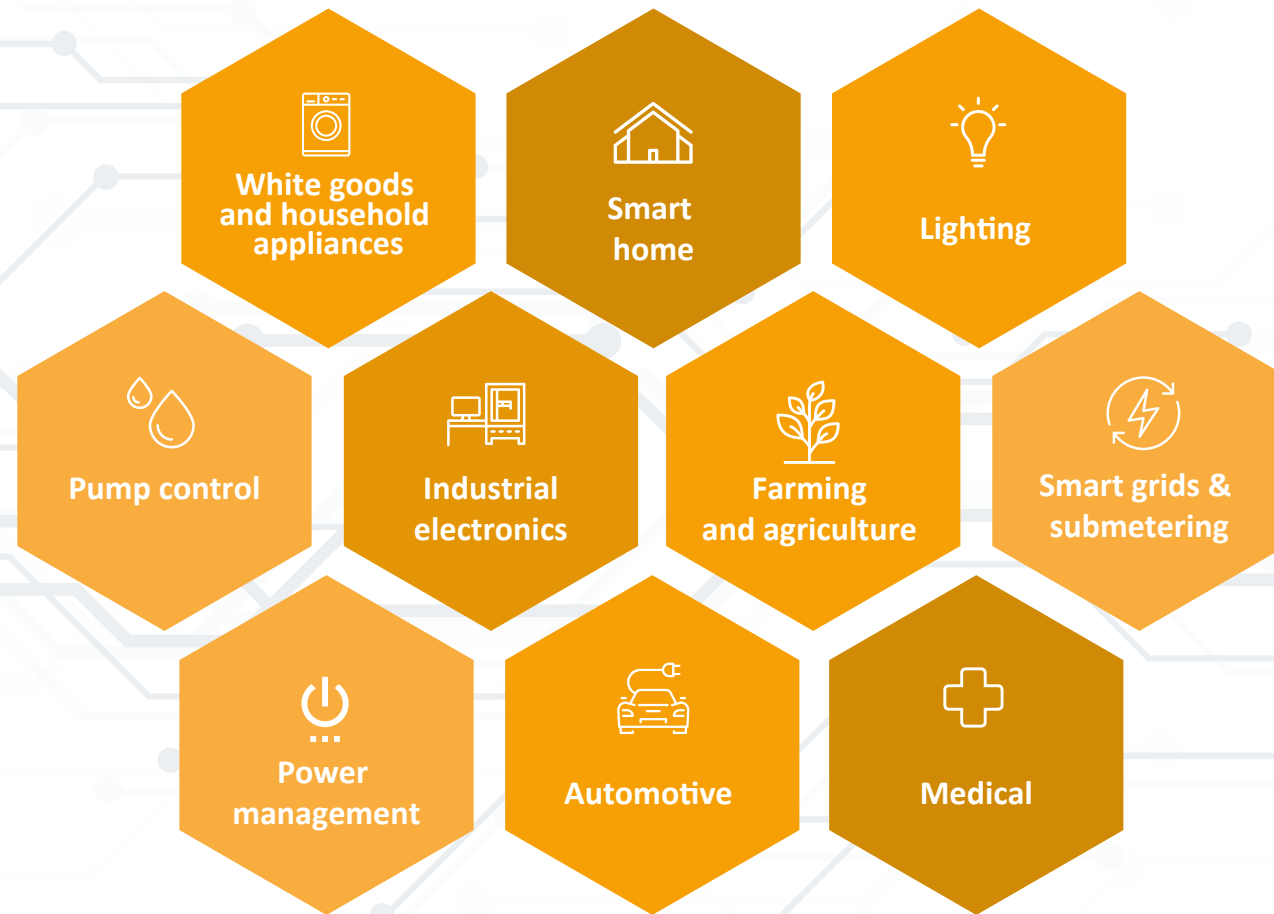 White goods
and household
appliances
Smart
home
Lighting
Pump control
Industrial
electronics
Farming
and agriculture
Smart grids &
submetering
Power
management
Automotive
Medical